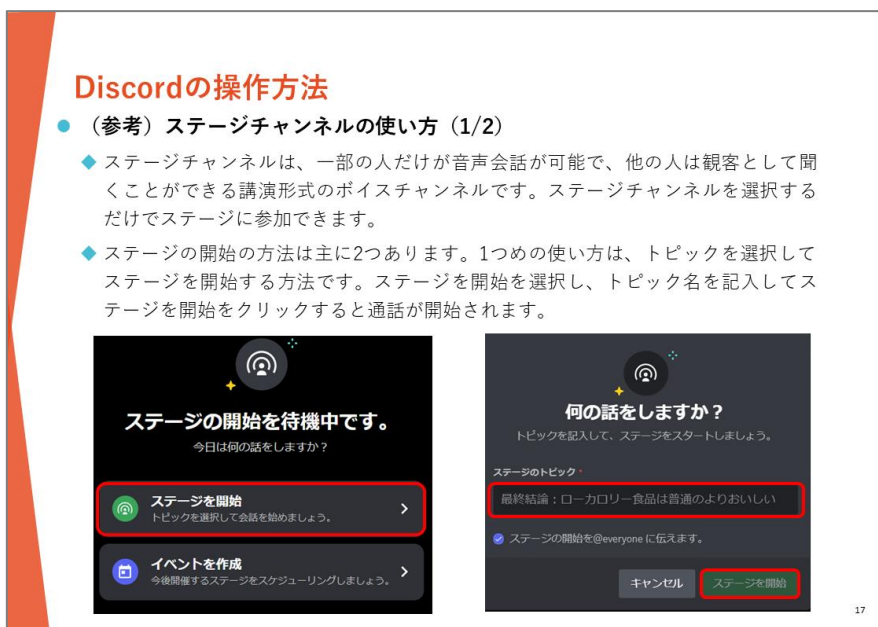 Discordの操作方法
（参考）ステージチャンネルの使い方（1/2）
ステージチャンネルは、一部の人だけが音声会話が可能で、他の人は観客として聞
くことができる講演形式のボイスチャンネルです。ステージチャンネルを選択する
だけでステージに参加できます。
ステージの開始の方法は主に2つあります。1つめの使い方は、トピックを選択して
ステージを開始する方法です。ステージを開始を選択し、トピック名を記入してス
テージを開始をクリックすると通話が開始されます。
ステージの開始を待機中です。
今日は何の話をしますか？
ステージを開始
トピックを選択して会話を始めましょう。
イベントを作成
今後開催するステージをスケジューリングしましょう。
何の話をしますか？
トピックを記入して、ステージをスタートしましょう。
ステージのトピック *
最終結論：ローカロリー食品は普通のよりおいしい
ステージの開始を@everyone に伝えます。
キャンセル
ステージを開始
17